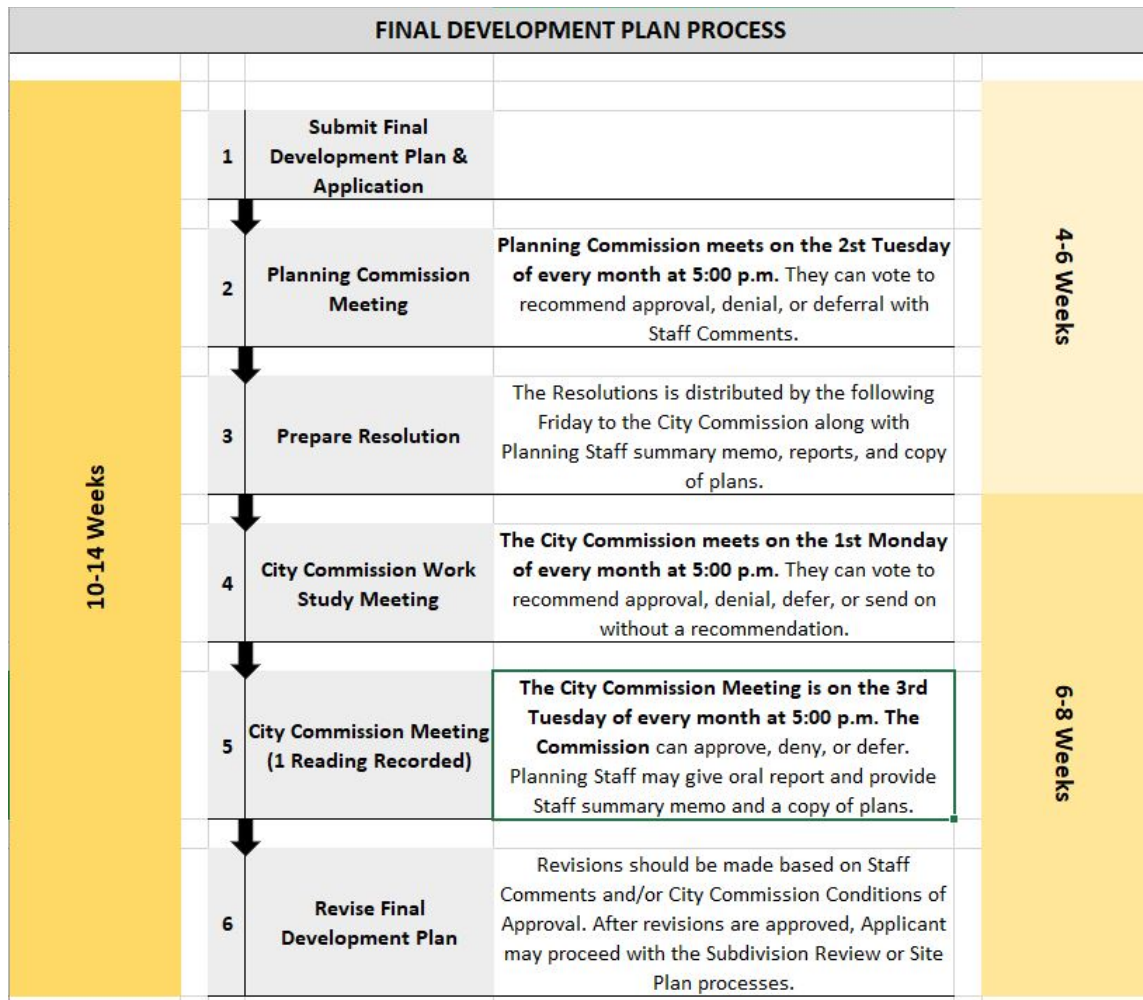 FINAL DEVELOPMENT PLAN PROCESS
10-14 Weeks
4-6 Weeks
6-8 Weeks
1
Submit Final
Development Plan &
Application
2
Planning Commission
Meeting
Planning Commission meets on the 2st Tuesday
of every month at 5:00 p.m. They can vote to
recommend approval, denial, or deferral with
Staff Comments.
3
Prepare Resolution
The Resolutions is distributed by the following
Friday to the City Commission along with
Planning Staff summary memo, reports, and copy
of plans.
4
City Commission Work
Study Meeting
The City Commission meets on the 1st Monday
of every month at 5:00 p.m. They can vote to
recommend approval, denial, defer, or send on
without a recommendation.
5
City Commission Meeting
(1 Reading Recorded)
The City Commission Meeting is on the 3rd
Tuesday of every month at 5:00 p.m. The
Commission can approve, deny, or defer.
Planning Staff may give oral report and provide
Staff summary memo and a copy of plans.
6
Revise Final
Development Plan
Revisions should be made based on Staff
Comments and/or City Commission Conditions of
Approval. After revisions are approved, Applicant
may proceed with the Subdivision Review or Site
Plan processes.